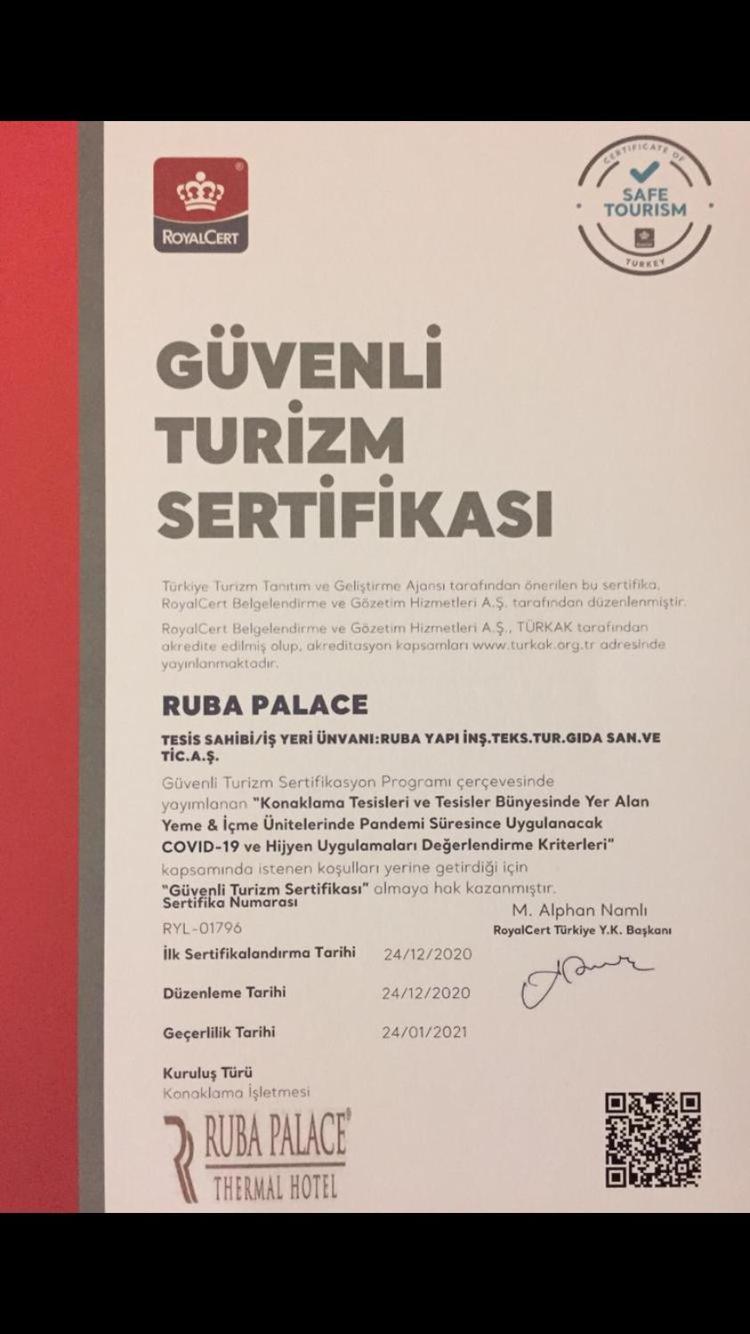 ROYALCERT
®
CERTIFICATE OF
SAFE
TOURISM
TURKEY
GÜVENLİ
TURİZM
SERTİFİKASI
Türkiye Turizm Tanıtım ve Geliştirme Ajansı tarafından önerilen bu sertifika,
RoyalCert Belgelendirme ve Gözetim Hizmetleri A.Ş. tarafından düzenlenmiştir.
RoyalCert Belgelendirme ve Gözetim Hizmetleri A.Ş., TÜRKAK tarafından
akredite edilmiş olup, akreditasyon kapsamları www.turkak.org.tr adresinde
yayınlanmaktadır.
RUBA PALACE
TESİS SAHİBİ/İŞ YERİ ÜNVANI:RUBA YAPI İNŞ.TEKS.TUR.GIDA SAN.VE
TİC.A.Ş.
Güvenli Turizm Sertifikasyon Programı çerçevesinde
yayımlanan "Konaklama Tesisleri ve Tesisler Bünyesinde Yer Alan
Yeme & İçme Ünitelerinde Pandemi Süresince Uygulanacak
COVID-19 ve Hijyen Uygulamaları Değerlendirme Kriterleri"
kapsamında istenen koşulları yerine getirdiği için
"Güvenli Turizm Sertifikası" almaya hak kazanmıştır.
Sertifika Numarası
RYL-01796
M. Alphan Namlı
RoyalCert Türkiye Y.K. Başkanı
İlk Sertifikalandırma Tarihi 24/12/2020
Düzenleme Tarihi 24/12/2020
Geçerlilik Tarihi 24/01/2021
Kuruluş Türü
Konaklama İşletmesi
RUBA PALACE®
THERMAL HOTEL